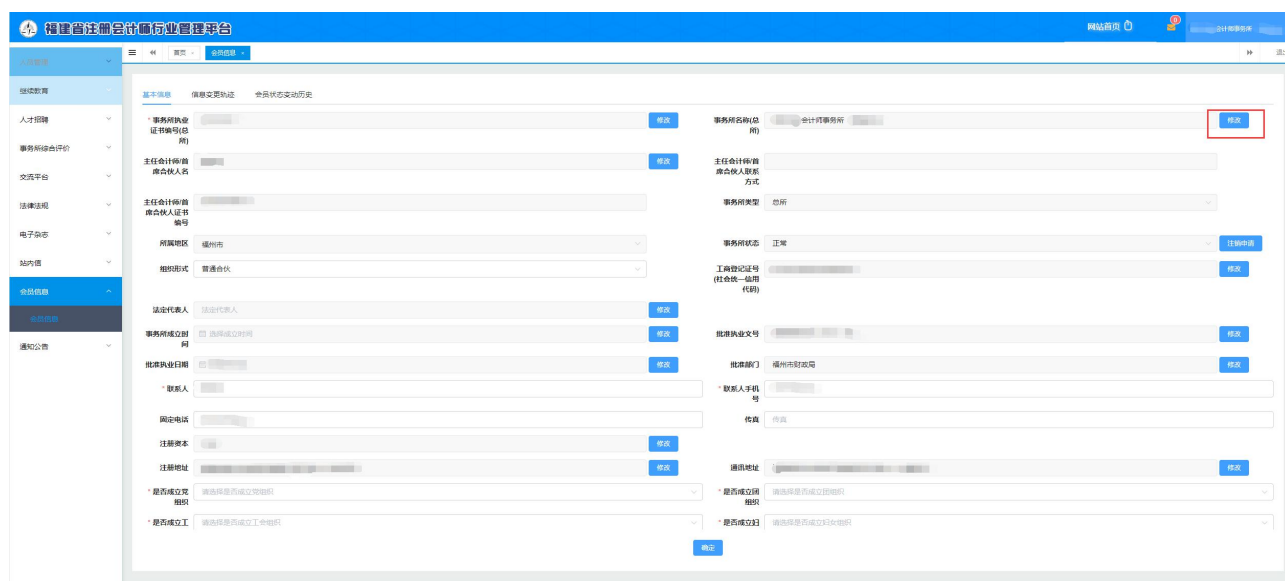 福建省注册会计师行业管理平台
网站首页
0
会计师事务所
首页
会员信息
继续教育
人才招聘
事务所综合评价
交流平台
法律法规
电子杂志
站内信
会员信息
会员信息
通知公告
基本信息 信息变更轨迹 会员状态变动历史
* 事务所执业 修改 事务所名称(总 会计师事务所 修改
证书编号(总 所)
所)
主任会计师/首 修改 主任会计师/首
席合伙人名 席合伙人联系
方式
主任会计师/首 事务所类型 总所
席合伙人证书
编号
所属地区 福州市 事务所状态 正常 注销申请
组织形式 普通合伙 工商登记证号 修改
(社会统一信用
代码)
法定代表人 法定代表人 修改
事务所成立时 选择成立时间 修改 批准执业文号 修改
间
批准执业日期 修改 批准部门 福州市财政局 修改
* 联系人 * 联系人手机
号
固定电话 传真 传真
注册资本 修改
注册地址 修改 通讯地址 修改
* 是否成立党 请选择是否成立党组织 * 是否成立团 请选择是否成立团组织
组织 组织
* 是否成立工 请选择是否成立工会组织 * 是否成立妇 请选择是否成立妇女组织
确定